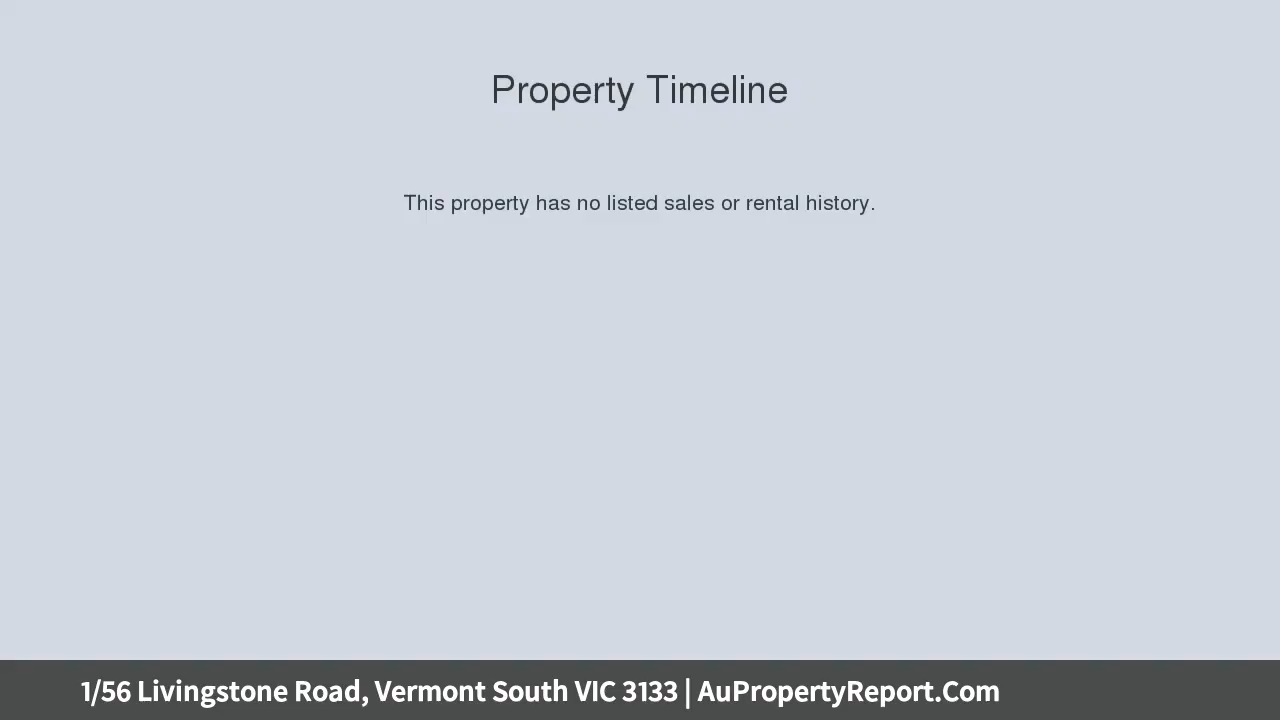 Property Timeline
This property has no listed sales or rental history.
1/56 Livingstone Road, Vermont South VIC 3133 | AuPropertyReport.Com